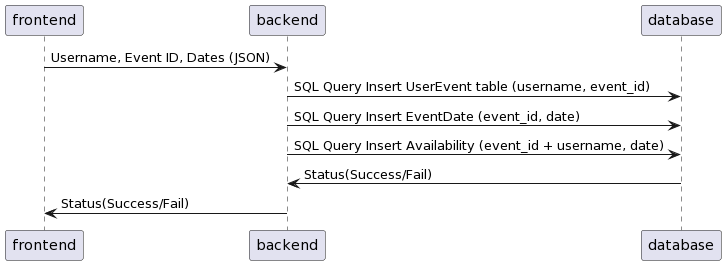 frontend backend database
Username, Event ID, Dates (JSON)
SQL Query Insert UserEvent table (username, event_id)
SQL Query Insert EventDate (event_id, date)
SQL Query Insert Availability (event_id + username, date)
Status(Success/Fail)
Status(Success/Fail)
frontend backend database